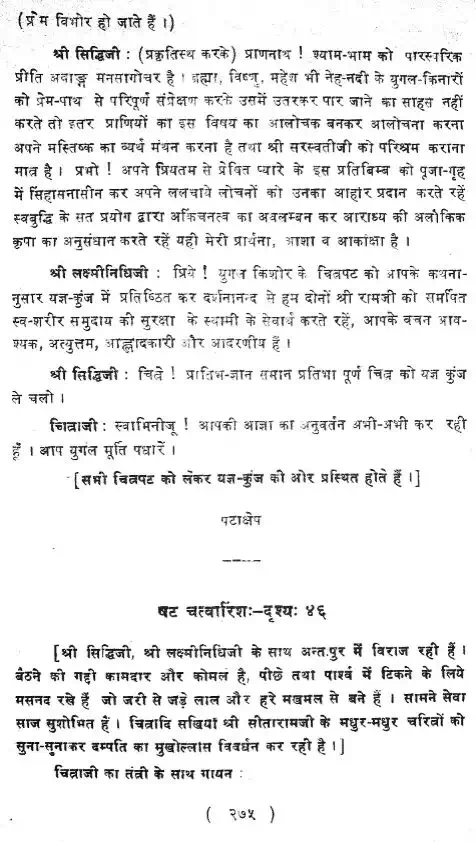 (प्रेम विभोर हो जाते हैं ।)
श्री सिद्धिजी : (प्रकृतिस्थ करके) प्राणनाथ ! श्याम-भाम की पारस्परिक
प्रीति अवाङ्ग मनसागोचर है । ब्रह्मा, विष्णु, महेश भी नेह-नदी के युगल-किनारों
को प्रेम-पाथ से परिपूर्ण संप्रेक्षण करके उसमें उतरकर पार जाने का साहस नहीं
करते तो इतर प्राणियों का इस विषय का आलोचक बनकर आलोचना करना
अपने मस्तिष्क का व्यर्थ मंथन करना है तथा श्री सरस्वतीजी को परिश्रम कराना
मात्र है । प्रभो ! अपने प्रियतम से प्रेषित प्यारे के इस प्रतिबिम्ब को पूजा-गृह
में सिंहासनासीन कर अपने ललचाये लोचनों को उनका आहार प्रदान करते रहें
स्वबुद्धि के सत प्रयोग द्वारा अकिंचनत्व का अवलम्बन कर आराध्य की अलौकिक
कृपा का अनुसंधान करते रहें यही मेरी प्रार्थना, आशा व आकांक्षा है ।
श्री लक्ष्मीनिधिजी : प्रिये ! युगल किशोर के चित्रपट को आपके कथना-
नुसार यज्ञ-कुंज में प्रतिष्ठित कर दर्शनानन्द से हम दोनों श्री रामजी को समर्पित
स्व-शरीर समुदाय की सुरक्षा के स्वामी के सेवार्थ करते रहें, आपके वचन आव-
श्यक, अत्युत्तम, आह्लादकारी और आदरणीय हैं ।
श्री सिद्धिजी : चित्रे ! प्रातिभ-ज्ञान समान प्रतिभा पूर्ण चित्र को यज्ञ कुंज
ले चलो ।
चित्राजी : स्वामिनीजू ! आपकी आज्ञा का अनुवर्तन अभी-अभी कर रही
हूँ । आप युगल मूर्ति पधारें ।
[सभी चित्रपट को लेकर यज्ञ-कुंज की ओर प्रस्थित होते हैं ।]
पटाक्षेप
षट चत्वारिंशः-दृश्यः ४६
[श्री सिद्धिजी, श्री लक्ष्मीनिधिजी के साथ अन्तःपुर में विराज रही हैं ।
बैठने की गद्दी कामदार और कोमल है, पीछे तथा पार्श्व में टिकने के लिये
मसनद रखे हैं जो जरी से जड़े लाल और हरे मखमल से बने हैं । सामने सेवा
साज सुशोभित हैं । चित्रादि सखियाँ श्री सीतारामजी के मधुर-मधुर चरित्रों को
सुना-सुनाकर दम्पति का मुखोल्लास विवर्धन कर रही है ।]
चित्राजी का तंत्री के साथ गायन :
( २७५ )